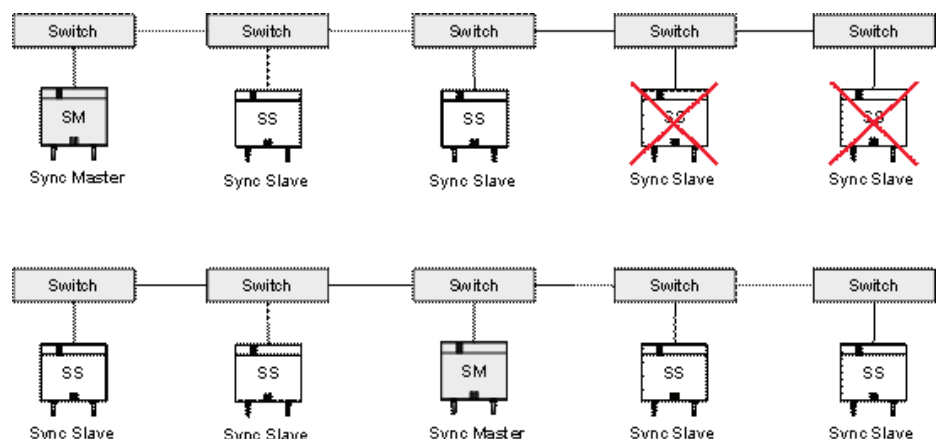 Switch Switch Switch Switch Switch
SM SS SS SS SS
Sync Master Sync Slave Sync Slave Sync Slave Sync Slave
Switch Switch Switch Switch Switch
SS SS SM SS SS
Sync Slave Sync Slave Sync Master Sync Slave Sync Slave